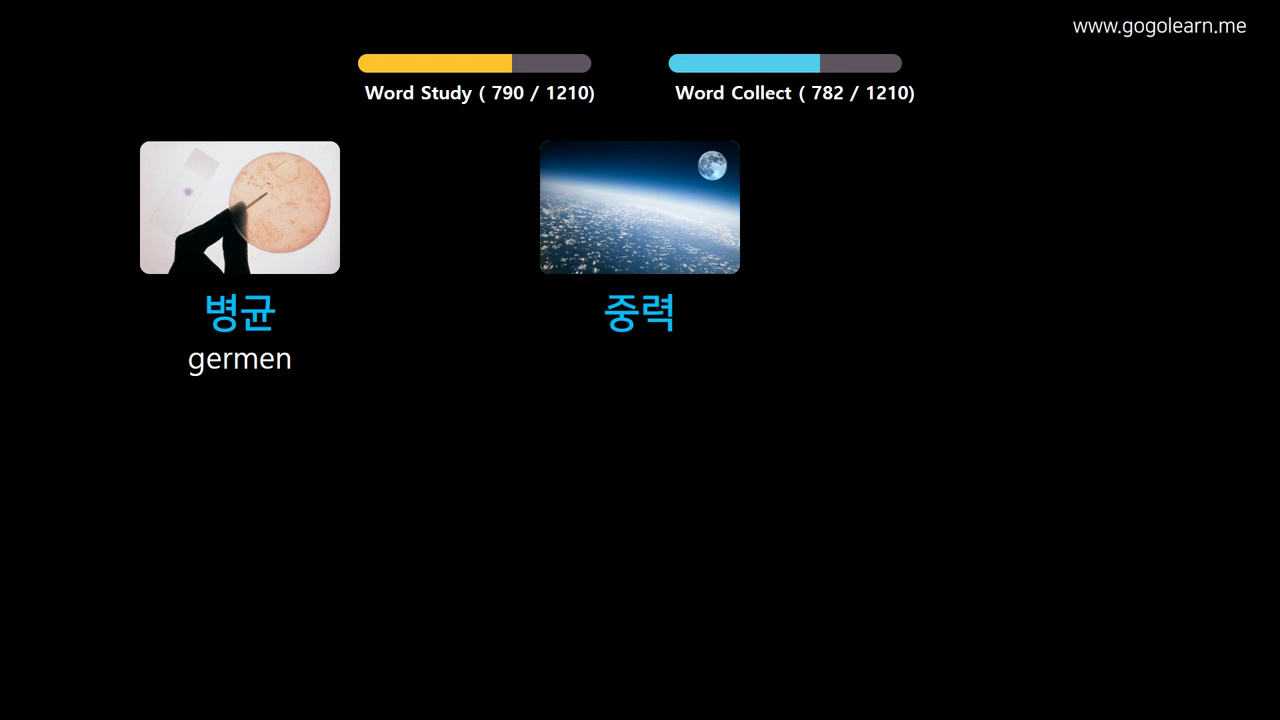 www.gogolearn.me
Word Study ( 790 / 1210)
Word Collect ( 782 / 1210)
병균
germen
중력